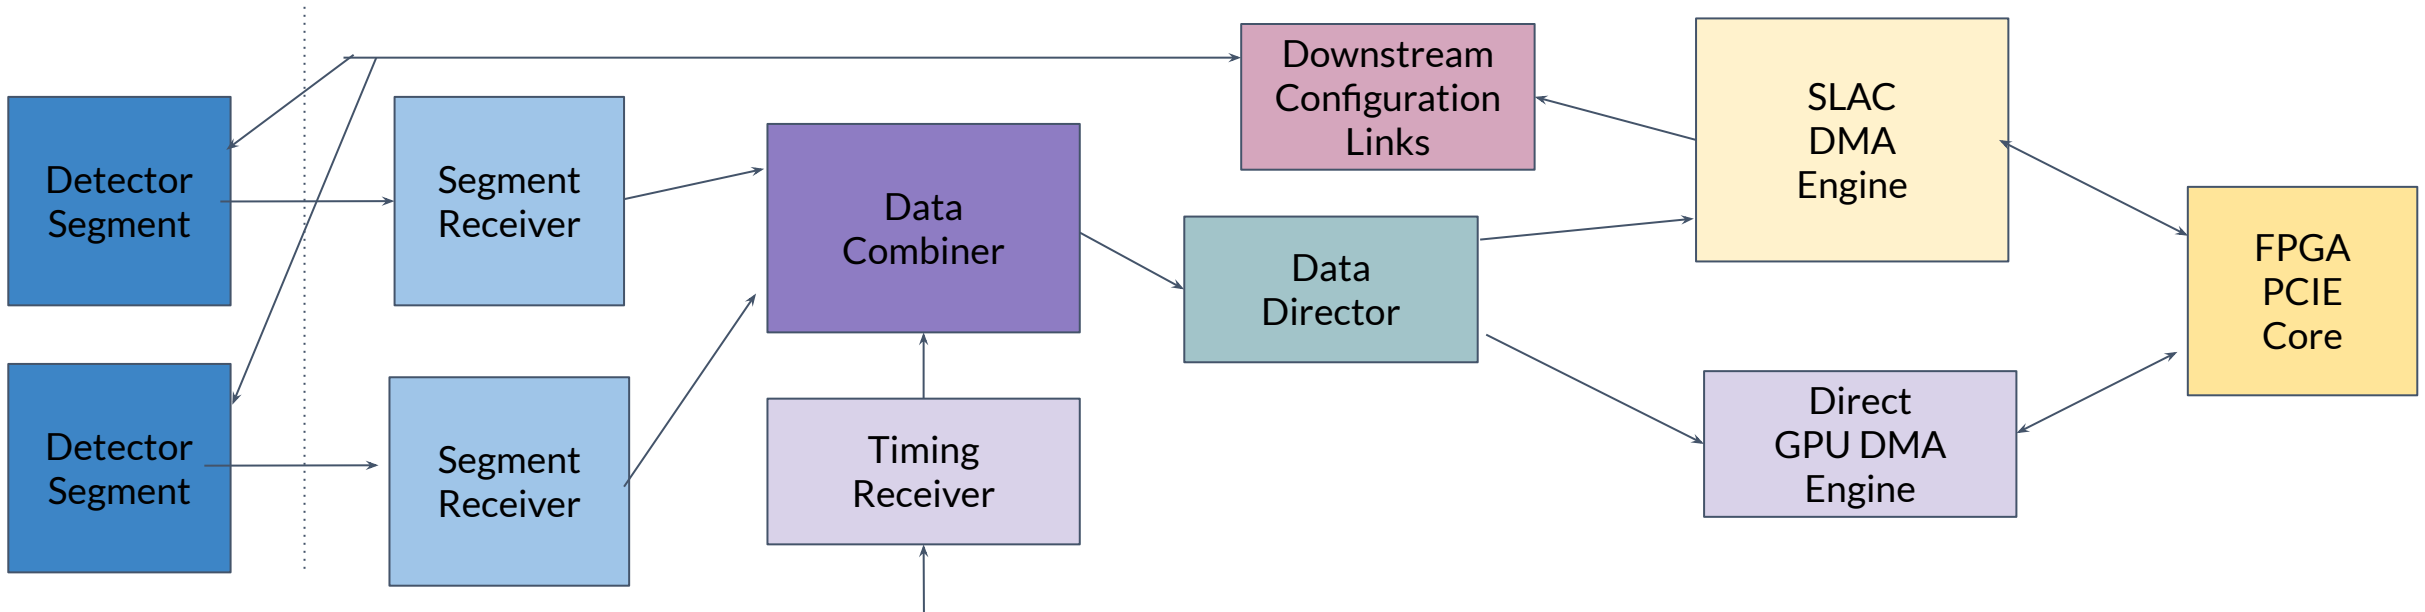 Detector
Segment
Segment
Receiver
Data
Combiner
Downstream
Configuration
Links
SLAC
DMA
Engine
Data
Director
FPGA
PCIE
Core
Detector
Segment
Segment
Receiver
Timing
Receiver
Direct
GPU DMA
Engine